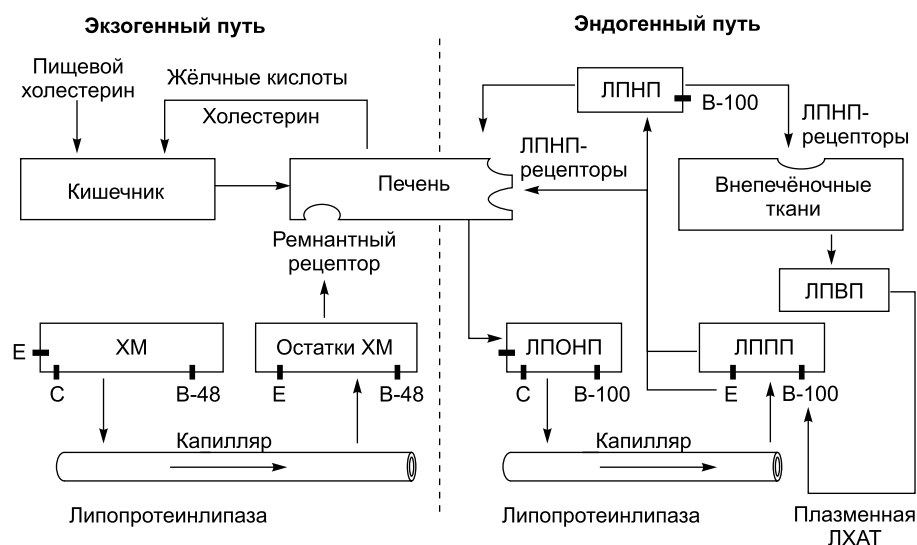 Экзогенный путь
Эндогенный путь
Пищевой
холестерин
Жёлчные кислоты
Холестерин
ЛПНП
B-100
ЛПНП-
рецепторы
ЛПНП-
рецепторы
Кишечник
Печень
Внепечёночные
ткани
Ремнантный
рецептор
ЛПВП
E
ХМ
C
B-48
Остатки ХМ
E
B-48
ЛПОНП
C
B-100
ЛППП
E
B-100
Капилляр
Капилляр
Липопротеинлипаза
Липопротеинлипаза
Плазменная
ЛХАТ